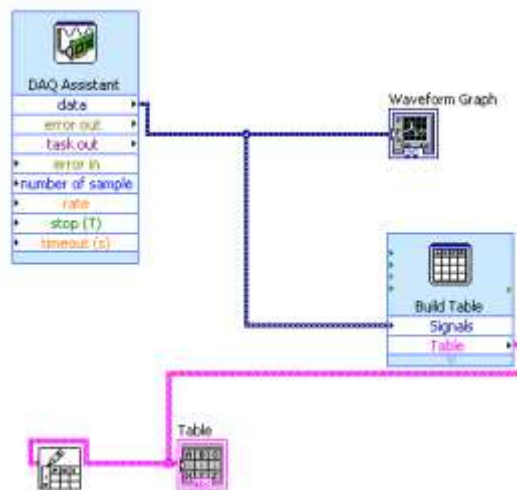 DAQ Assistant
data
error out
task out
error in
number of sample
rate
stop (T)
timeout (s)
Waveform Graph
Build Table
Signals
Table
Table